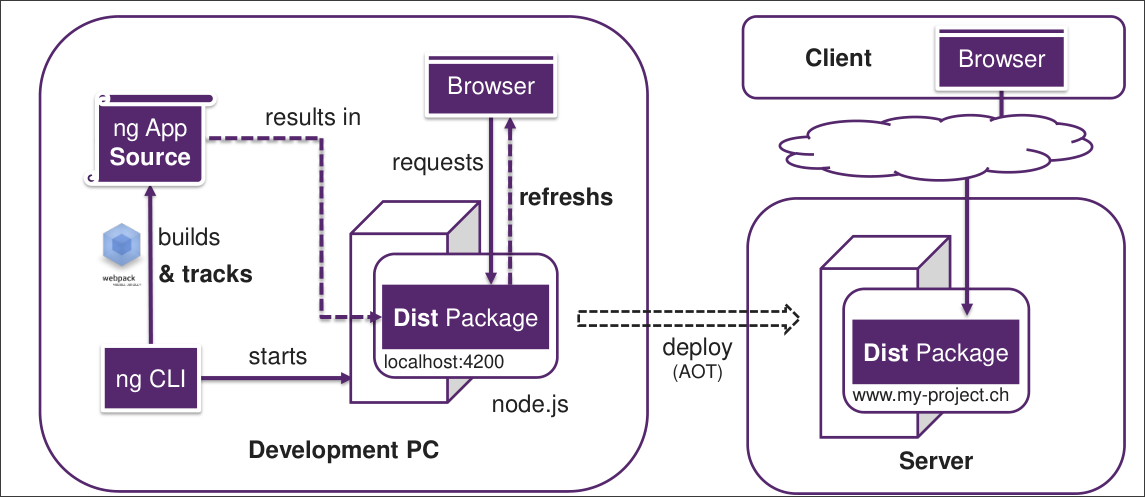 ng App
Source
results in
Browser
requests
refreshs
webpack
builds
& tracks
ng CLI
starts
Dist Package
localhost:4200
node.js
Development PC
deploy
(AOT)
Client
Browser
Dist Package
www.my-project.ch
Server